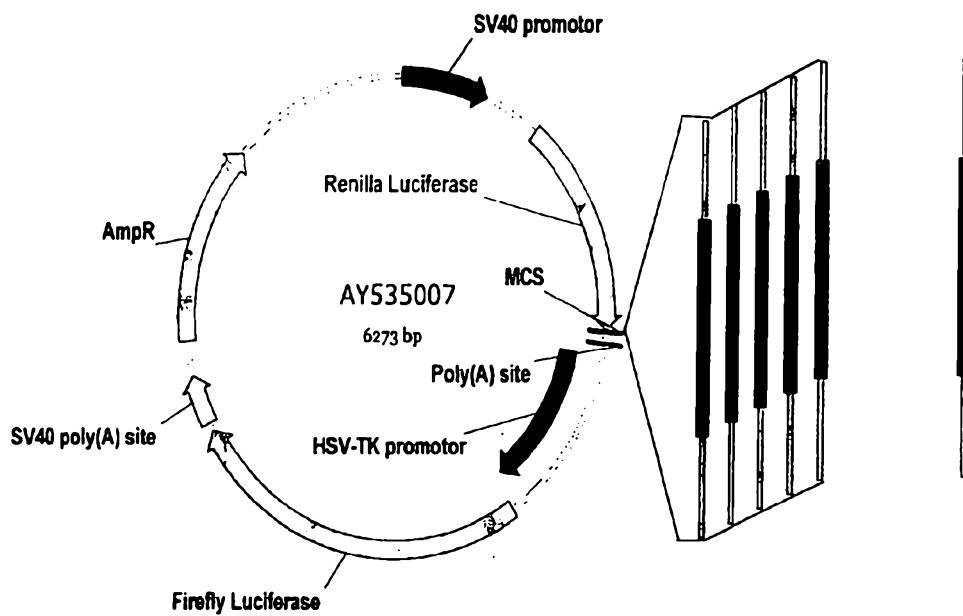 SV40 promotor
Renilla Luciferase
AmpR
MCS
AY535007
6273 bp
Poly(A) site
SV40 poly(A) site
HSV-TK promotor
Firefly Luciferase